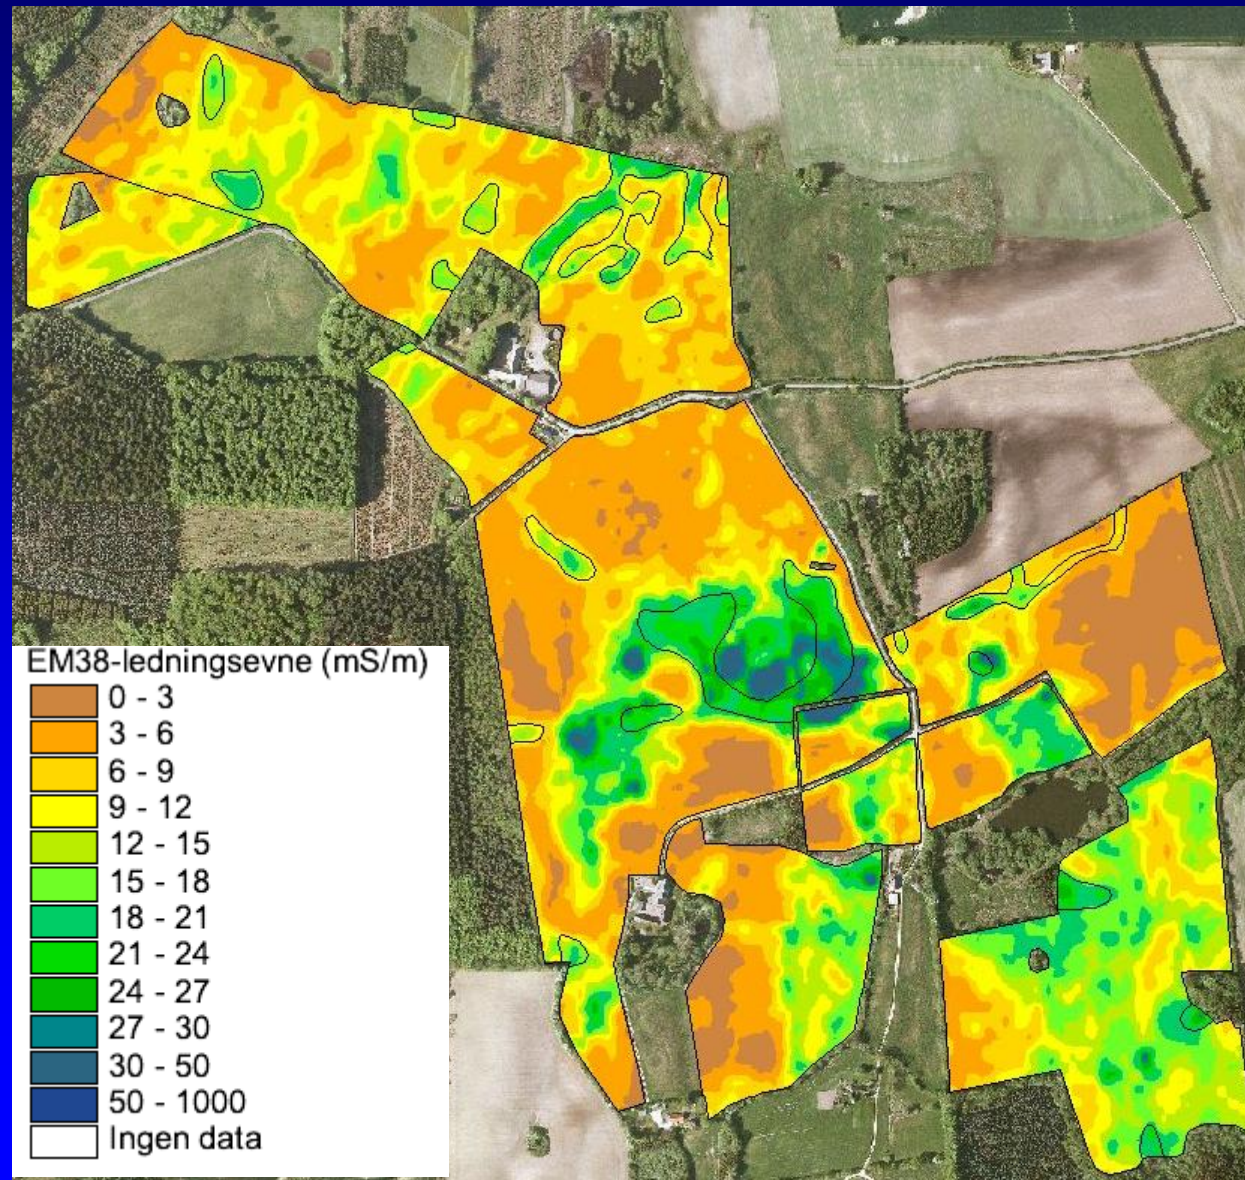 EM38-ledningsevne (mS/m)
0 - 3
3 - 6
6 - 9
9 - 12
12 - 15
15 - 18
18 - 21
21 - 24
24 - 27
27 - 30
30 - 50
50 - 1000
Ingen data